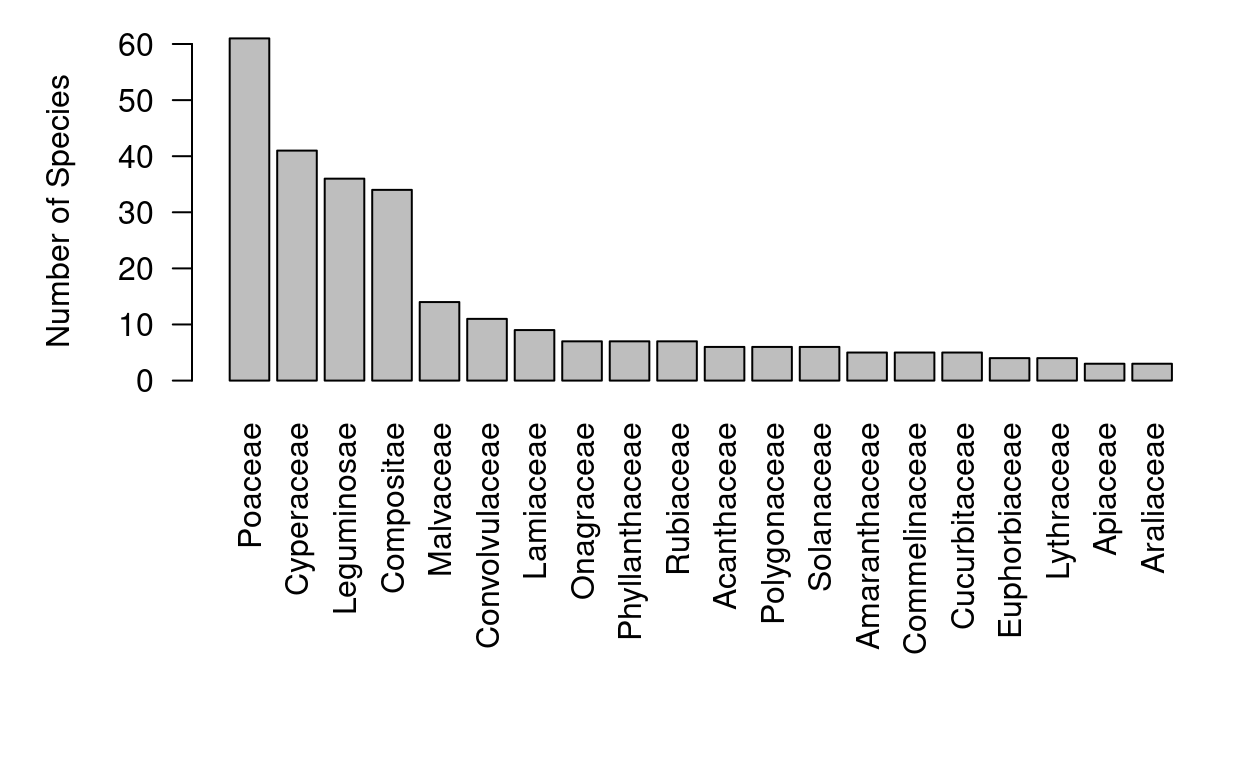 Number of Species
60
50
40
30
20
10
0
Poaceae
Cyperaceae
Leguminosae
Compositae
Malvaceae
Convolvulaceae
Lamiaceae
Onagraceae
Phyllanthaceae
Rubiaceae
Acanthaceae
Polygonaceae
Solanaceae
Amaranthaceae
Commelinaceae
Cucurbitaceae
Euphorbiaceae
Lythraceae
Apiaceae
Araliaceae